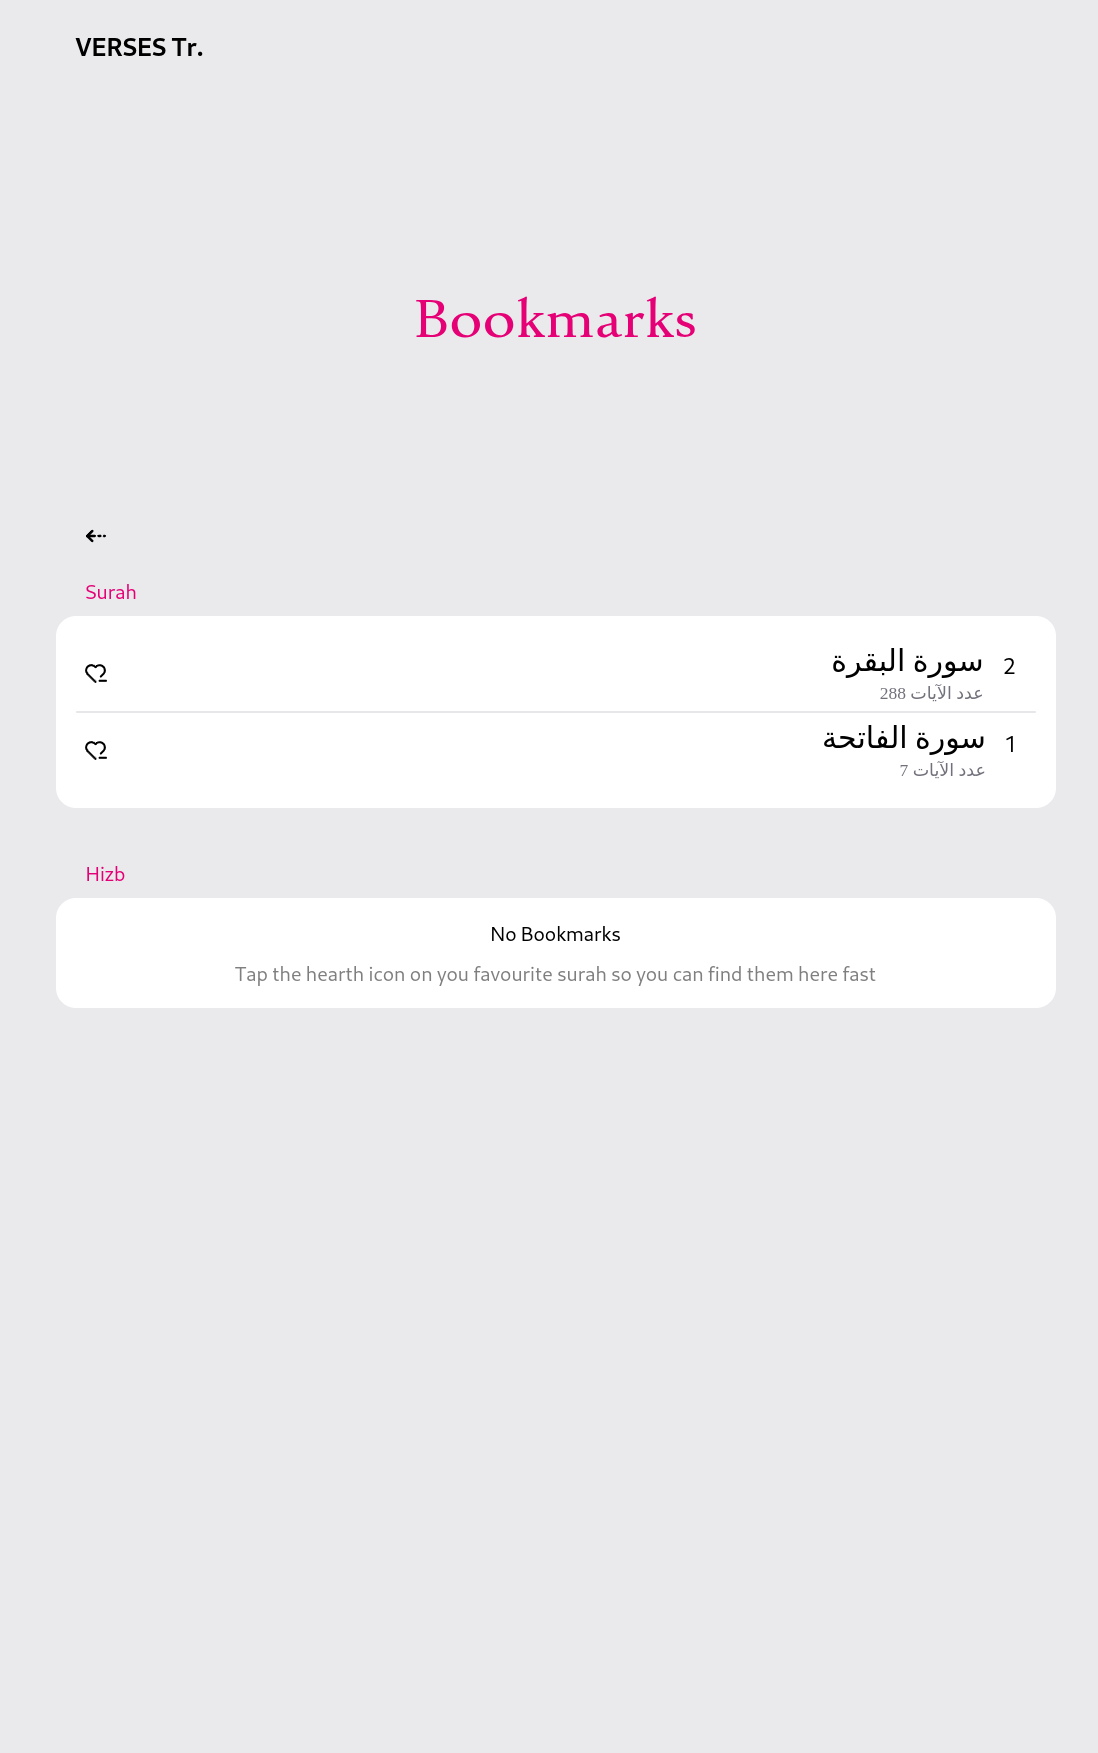 VERSES Tr.
Bookmarks
Surah
2 سورة البقرة
عدد الآيات 288
1 سورة الفاتحة
عدد الآيات 7
Hizb
No Bookmarks
Tap the hearth icon on you favourite surah so you can find them here fast